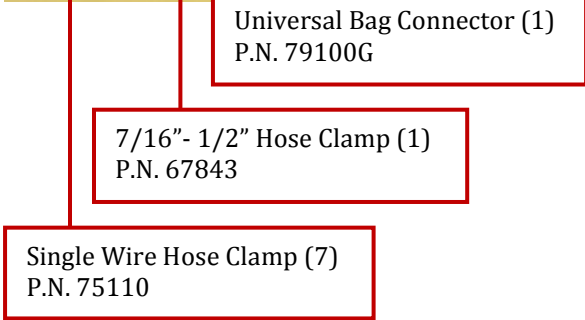 Universal Bag Connector (1)
P.N. 79100G
7/16”- 1/2” Hose Clamp (1)
P.N. 67843
Single Wire Hose Clamp (7)
P.N. 75110